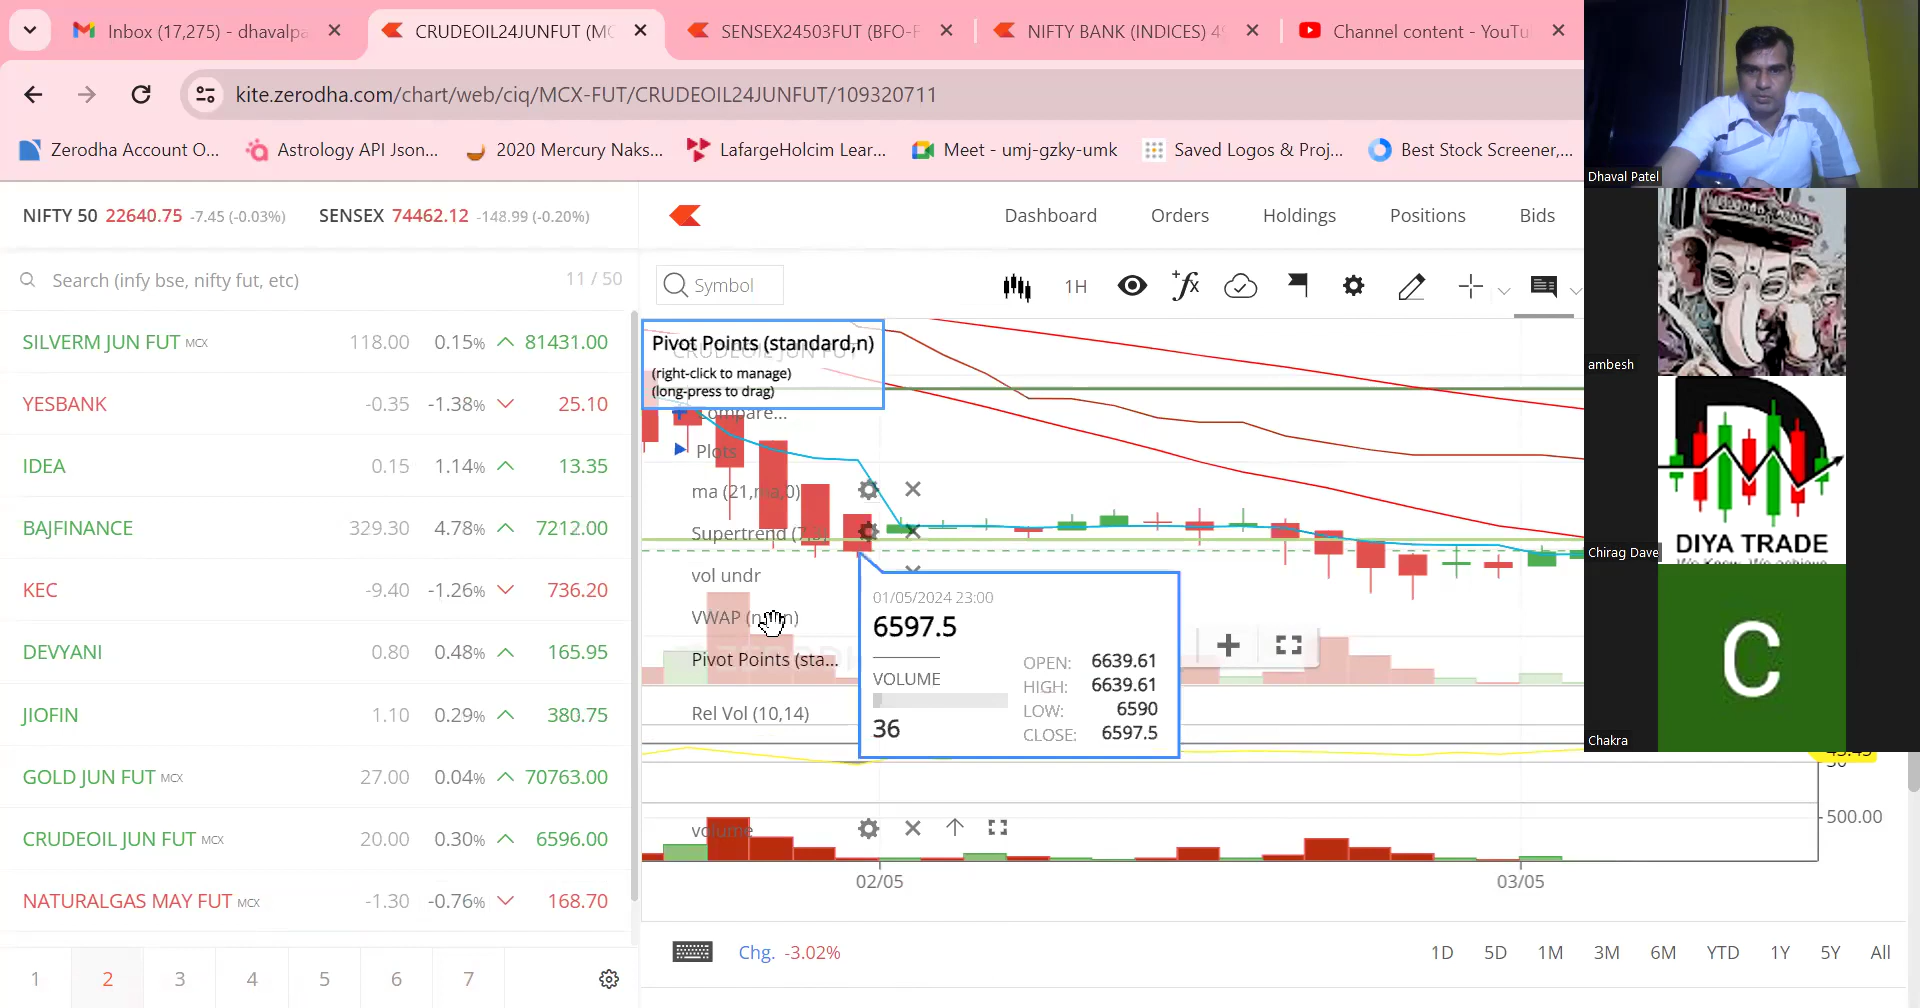 Inbox (17,275) - dhavalpa
CRUDEOIL24JUNFUT (MC
SENSEX24503FUT (BFO-F
NIFTY BANK (INDICES) 49
Channel content - YouTu
kite.zerodha.com/chart/web/ciq/MCX-FUT/CRUDEOIL24JUNFUT/109320711
Zerodha Account O...
Astrology API Json...
2020 Mercury Naks...
LafargeHolcim Lear...
Meet - umj-gzky-umk
Saved Logos & Proj...
Best Stock Screener,...
Dhaval Patel
NIFTY 50 22640.75 -7.45 (-0.03%)
SENSEX 74462.12 -148.99 (-0.20%)
Dashboard
Orders
Holdings
Positions
Bids
Search (infy bse, nifty fut, etc)
11 / 50
Symbol
1H
SILVERM JUN FUT MCX 118.00 0.15% 81431.00
YESBANK -0.35 -1.38% 25.10
IDEA 0.15 1.14% 13.35
BAJFINANCE 329.30 4.78% 7212.00
KEC -9.40 -1.26% 736.20
DEVYANI 0.80 0.48% 165.95
JIOFIN 1.10 0.29% 380.75
GOLD JUN FUT MCX 27.00 0.04% 70763.00
CRUDEOIL JUN FUT MCX 20.00 0.30% 6596.00
NATURALGAS MAY FUT MCX -1.30 -0.76% 168.70
1 2 3 4 5 6 7
Pivot Points (standard,n)
CRUDEOIL JUN FUT
(right-click to manage)
(long-press to drag)
Compare...
Plots
ma (21,ma,0)
Supertrend (7,3)
vol undr
VWAP
Pivot Points (sta...
Rel Vol (10,14)
volume
01/05/2024 23:00
6597.5
VOLUME
36
OPEN: 6639.61
HIGH: 6639.61
LOW: 6590
CLOSE: 6597.5
500.00
02/05
03/05
Chg. -3.02%
1D 5D 1M 3M 6M YTD 1Y 5Y All
ambesh
DIYA TRADE
Chirag Dave
C
Chakra